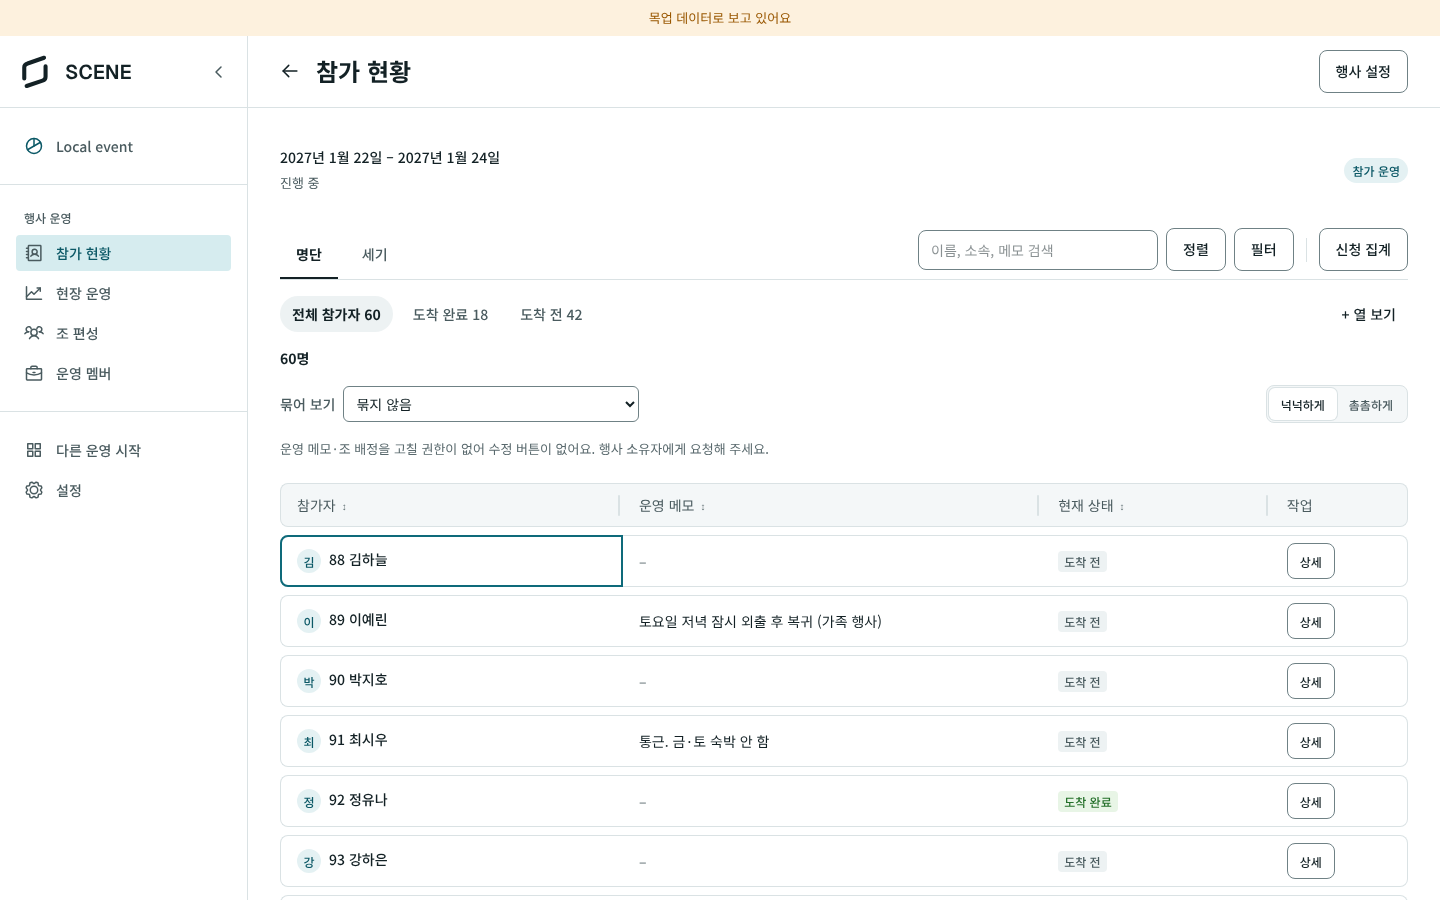 목업 데이터로 보고 있어요
SCENE
참가 현황
행사 설정
Local event
2027년 1월 22일 – 2027년 1월 24일
진행 중
참가 운영
행사 운영
참가 현황
현장 운영
조 편성
운영 멤버
다른 운영 시작
설정
명단
세기
이름, 소속, 메모 검색
정렬
필터
신청 집계
전체 참가자 60
도착 완료 18
도착 전 42
+ 열 보기
60명
묶어 보기
묶지 않음
넉넉하게
촘촘하게
운영 메모·조 배정을 고칠 권한이 없어 수정 버튼이 없어요. 행사 소유자에게 요청해 주세요.
참가자 ↕ 운영 메모 ↕ 현재 상태 ↕ 작업
김 88 김하늘 – 도착 전 상세
이 89 이예린 토요일 저녁 잠시 외출 후 복귀 (가족 행사) 도착 전 상세
박 90 박지호 – 도착 전 상세
최 91 최시우 통근. 금·토 숙박 안 함 도착 전 상세
정 92 정유나 – 도착 완료 상세
강 93 강하은 – 도착 전 상세